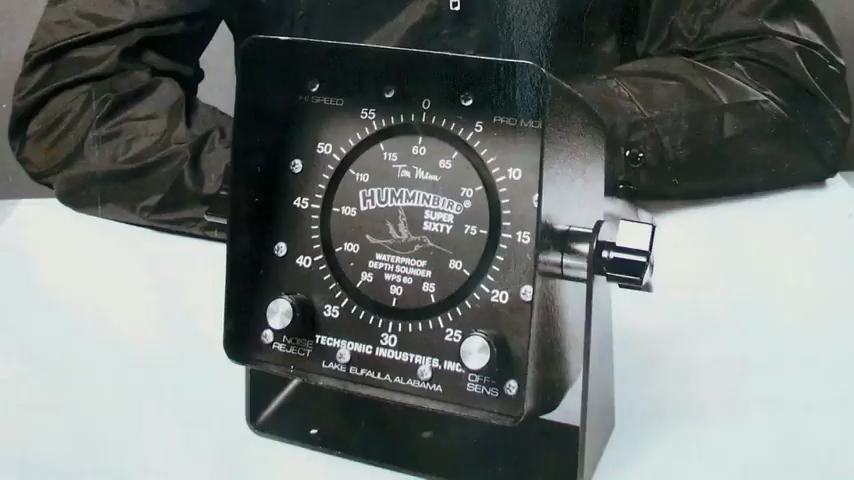 HI SPEED
PRO MO
0
5
10
15
20
25
30
35
40
45
50
55
60
65
70
75
80
85
90
95
100
105
110
115
Tom Mann
HUMMINBIRD®
SUPER
SIXTY
WATERPROOF
DEPTH SOUNDER
WPS 60
NOISE
REJECT
TECHSONIC INDUSTRIES, INC.
LAKE EUFAULA, ALABAMA
OFF-
SENS